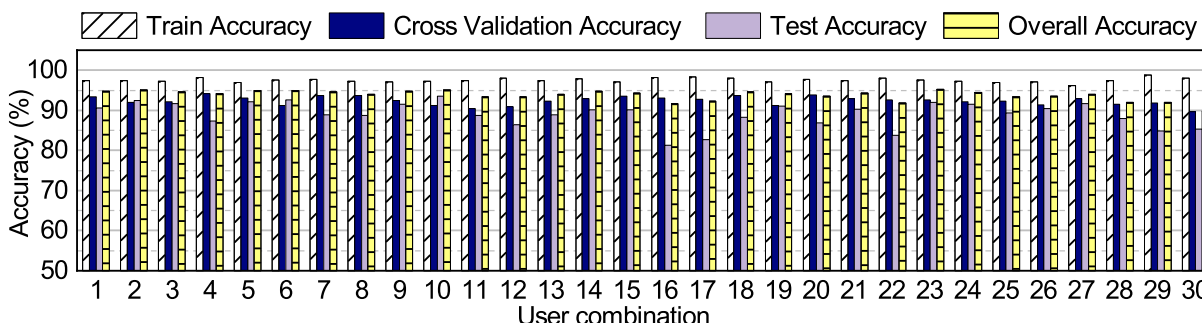 Train Accuracy Cross Validation Accuracy Test Accuracy Overall Accuracy
Accuracy (%)
100
90
80
70
60
50
1 2 3 4 5 6 7 8 9 10 11 12 13 14 15 16 17 18 19 20 21 22 23 24 25 26 27 28 29 30
User combination